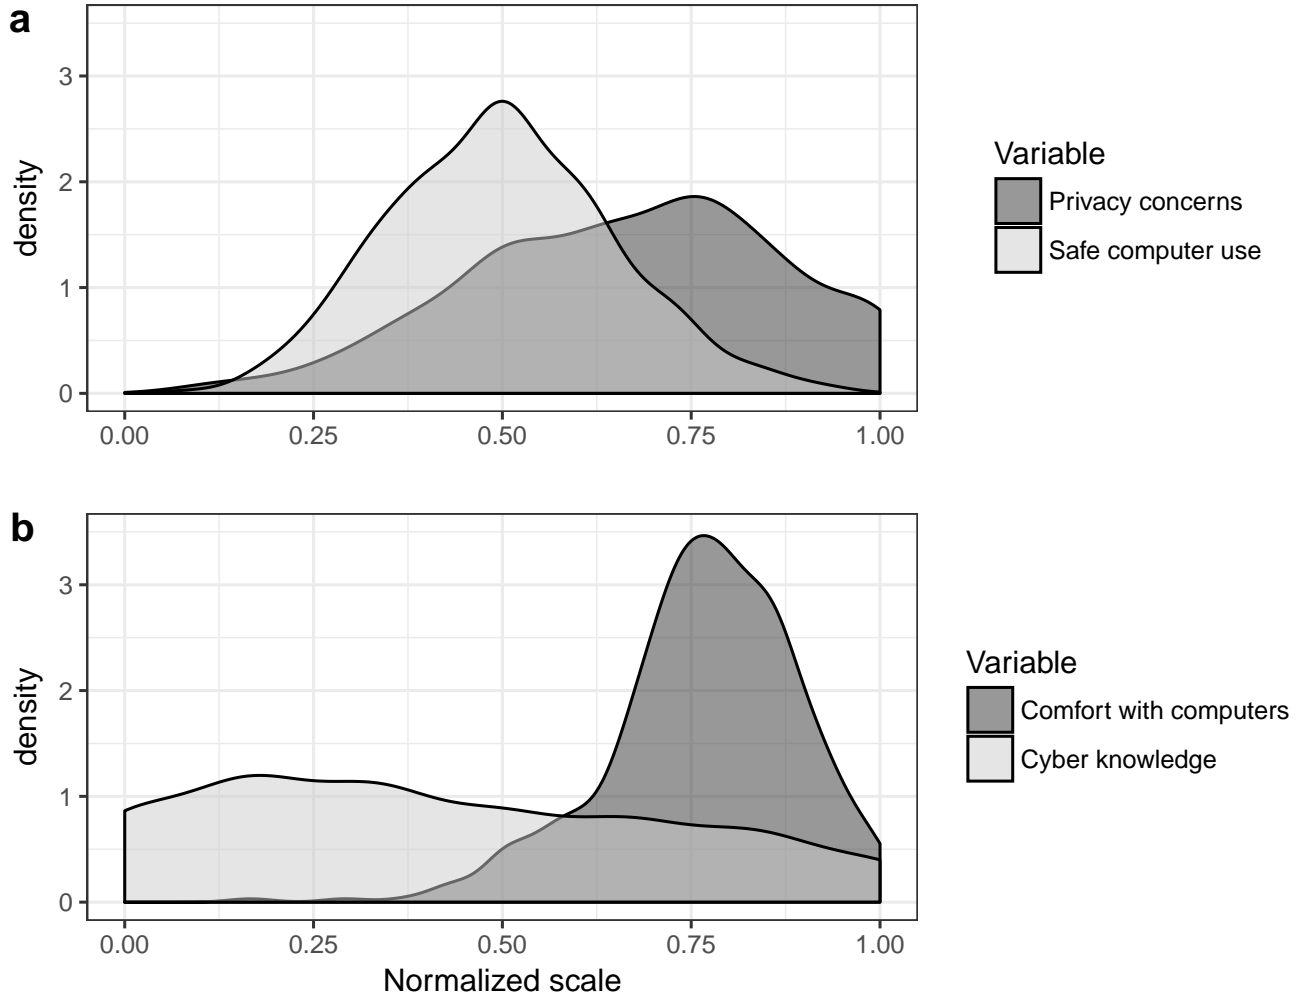 a
density
3
2
1
0
0.00 0.25 0.50 0.75 1.00
Variable
Privacy concerns
Safe computer use
b
density
3
2
1
0
0.00 0.25 0.50 0.75 1.00
Normalized scale
Variable
Comfort with computers
Cyber knowledge